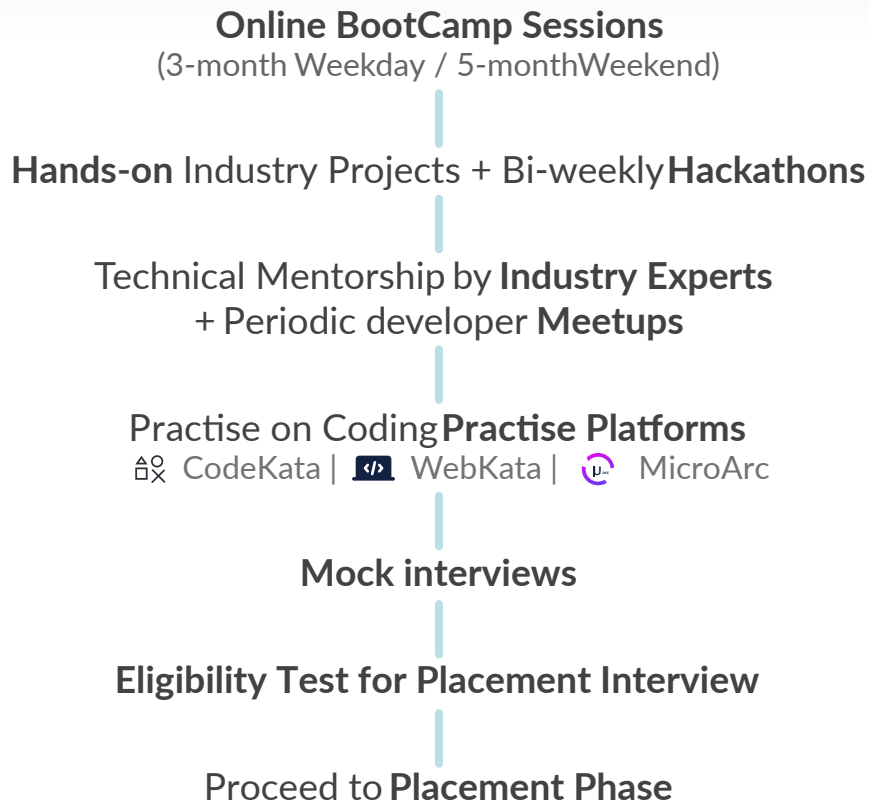 Online BootCamp Sessions
(3-month Weekday / 5-monthWeekend)
Hands-on Industry Projects + Bi-weekly Hackathons
Technical Mentorship by Industry Experts
+ Periodic developer Meetups
Practise on Coding Practise Platforms
CodeKata | </> WebKata | μ MicroArc
Mock interviews
Eligibility Test for Placement Interview
Proceed to Placement Phase